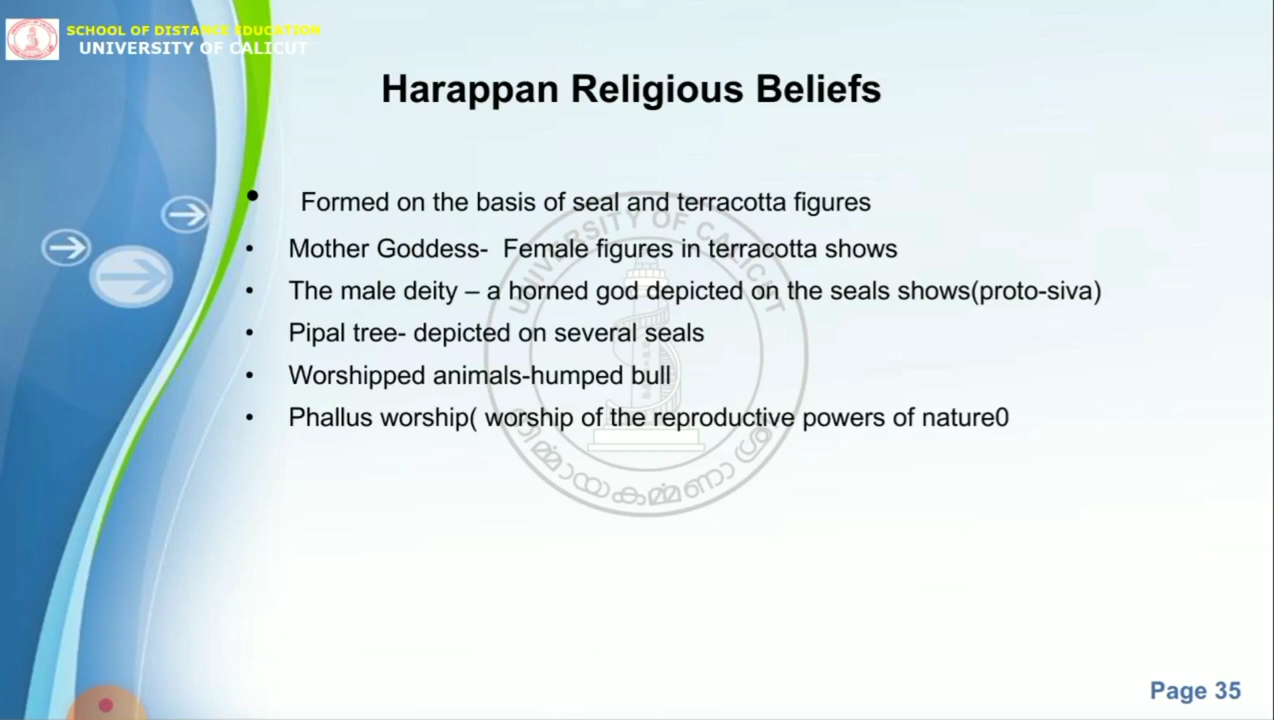 SCHOOL OF DISTANCE EDUCATION
UNIVERSITY OF CALICUT
Harappan Religious Beliefs
• Formed on the basis of seal and terracotta figures
• Mother Goddess- Female figures in terracotta shows
• The male deity – a horned god depicted on the seals shows(proto-siva)
• Pipal tree- depicted on several seals
• Worshipped animals-humped bull
• Phallus worship( worship of the reproductive powers of nature0
UNIVERSITY OF CALICUT
Page 35